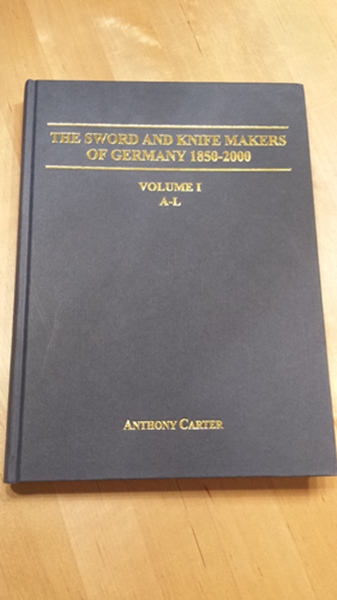 THE SWORD AND KNIFE MAKERS
OF GERMANY 1850-2000
VOLUME I
A-L
ANTHONY CARTER